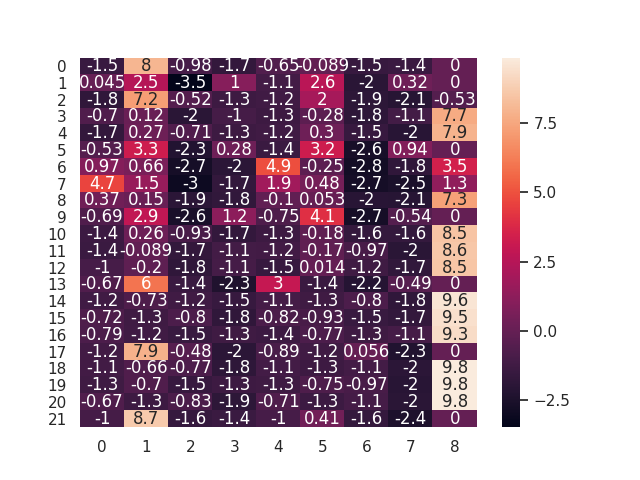 0 -1.5 8 -0.98 -1.7 -0.65 -0.089 -1.5 -1.4 0
1 0.045 2.5 -3.5 1 -1.1 2.6 -2 0.32 0
2 -1.8 7.2 -0.52 -1.3 -1.2 2 -1.9 -2.1 -0.53
3 -0.7 0.12 -2 -1 -1.3 -0.28 -1.8 -1.1 7.7
4 -1.7 0.27 -0.71 -1.3 -1.2 0.3 -1.5 -2 7.9
5 -0.53 3.3 -2.3 0.28 -1.4 3.2 -2.6 0.94 0
6 0.97 0.66 -2.7 -2 4.9 -0.25 -2.8 -1.8 3.5
7 4.7 1.5 -3 -1.7 1.9 0.48 -2.7 -2.5 1.3
8 0.37 0.15 -1.9 -1.8 -0.1 0.053 -2 -2.1 7.3
9 -0.69 2.9 -2.6 1.2 -0.75 4.1 -2.7 -0.54 0
10 -1.4 0.26 -0.93 -1.7 -1.3 -0.18 -1.6 -1.6 8.5
11 -1.4 -0.089 -1.7 -1.1 -1.2 -0.17 -0.97 -2 8.6
12 -1 -0.2 -1.8 -1.1 -1.5 0.014 -1.2 -1.7 8.5
13 -0.67 6 -1.4 -2.3 3 -1.4 -2.2 -0.49 0
14 -1.2 -0.73 -1.2 -1.5 -1.1 -1.3 -0.8 -1.8 9.6
15 -0.72 -1.3 -0.8 -1.8 -0.82 -0.93 -1.5 -1.7 9.5
16 -0.79 -1.2 -1.5 -1.3 -1.4 -0.77 -1.3 -1.1 9.3
17 -1.2 7.9 -0.48 -2 -0.89 -1.2 0.056 -2.3 0
18 -1.1 -0.66 -0.77 -1.8 -1.1 -1.3 -1.1 -2 9.8
19 -1.3 -0.7 -1.5 -1.3 -1.3 -0.75 -0.97 -2 9.8
20 -0.67 -1.3 -0.83 -1.9 -0.71 -1.3 -1.1 -2 9.8
21 -1 8.7 -1.6 -1.4 -1 0.41 -1.6 -2.4 0
0 1 2 3 4 5 6 7 8
7.5
5.0
2.5
0.0
−2.5